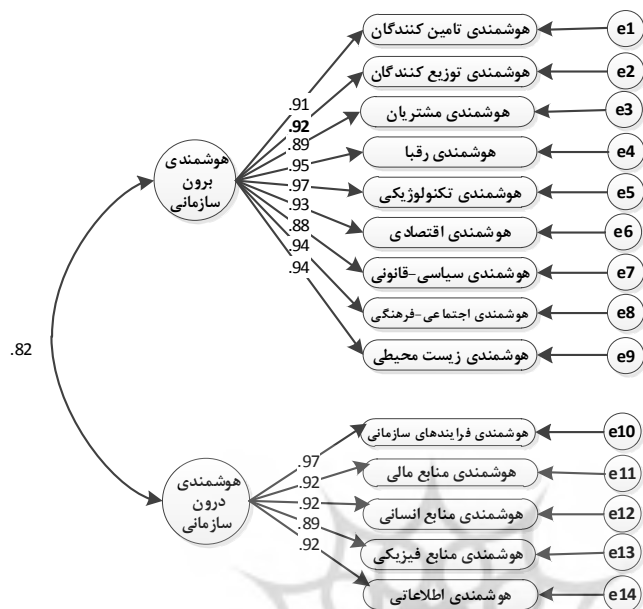 هوشمندی تامین کنندگان
e1
هوشمندی توزیع کنندگان
e2
هوشمندی مشتریان
e3
هوشمندی رقبا
e4
هوشمندی تکنولوژیکی
e5
هوشمندی اقتصادی
e6
هوشمندی سیاسی-قانونی
e7
هوشمندی اجتماعی-فرهنگی
e8
هوشمندی زیست محیطی
e9
.91
.92
.89
.95
.97
.93
.88
.94
.94
هوشمندی
برون
سازمانی
.82
هوشمندی فرایندهای سازمانی
e10
هوشمندی منابع مالی
e11
هوشمندی منابع انسانی
e12
هوشمندی منابع فیزیکی
e13
هوشمندی اطلاعاتی
e14
.97
.92
.92
.89
.92
هوشمندی
درون
سازمانی